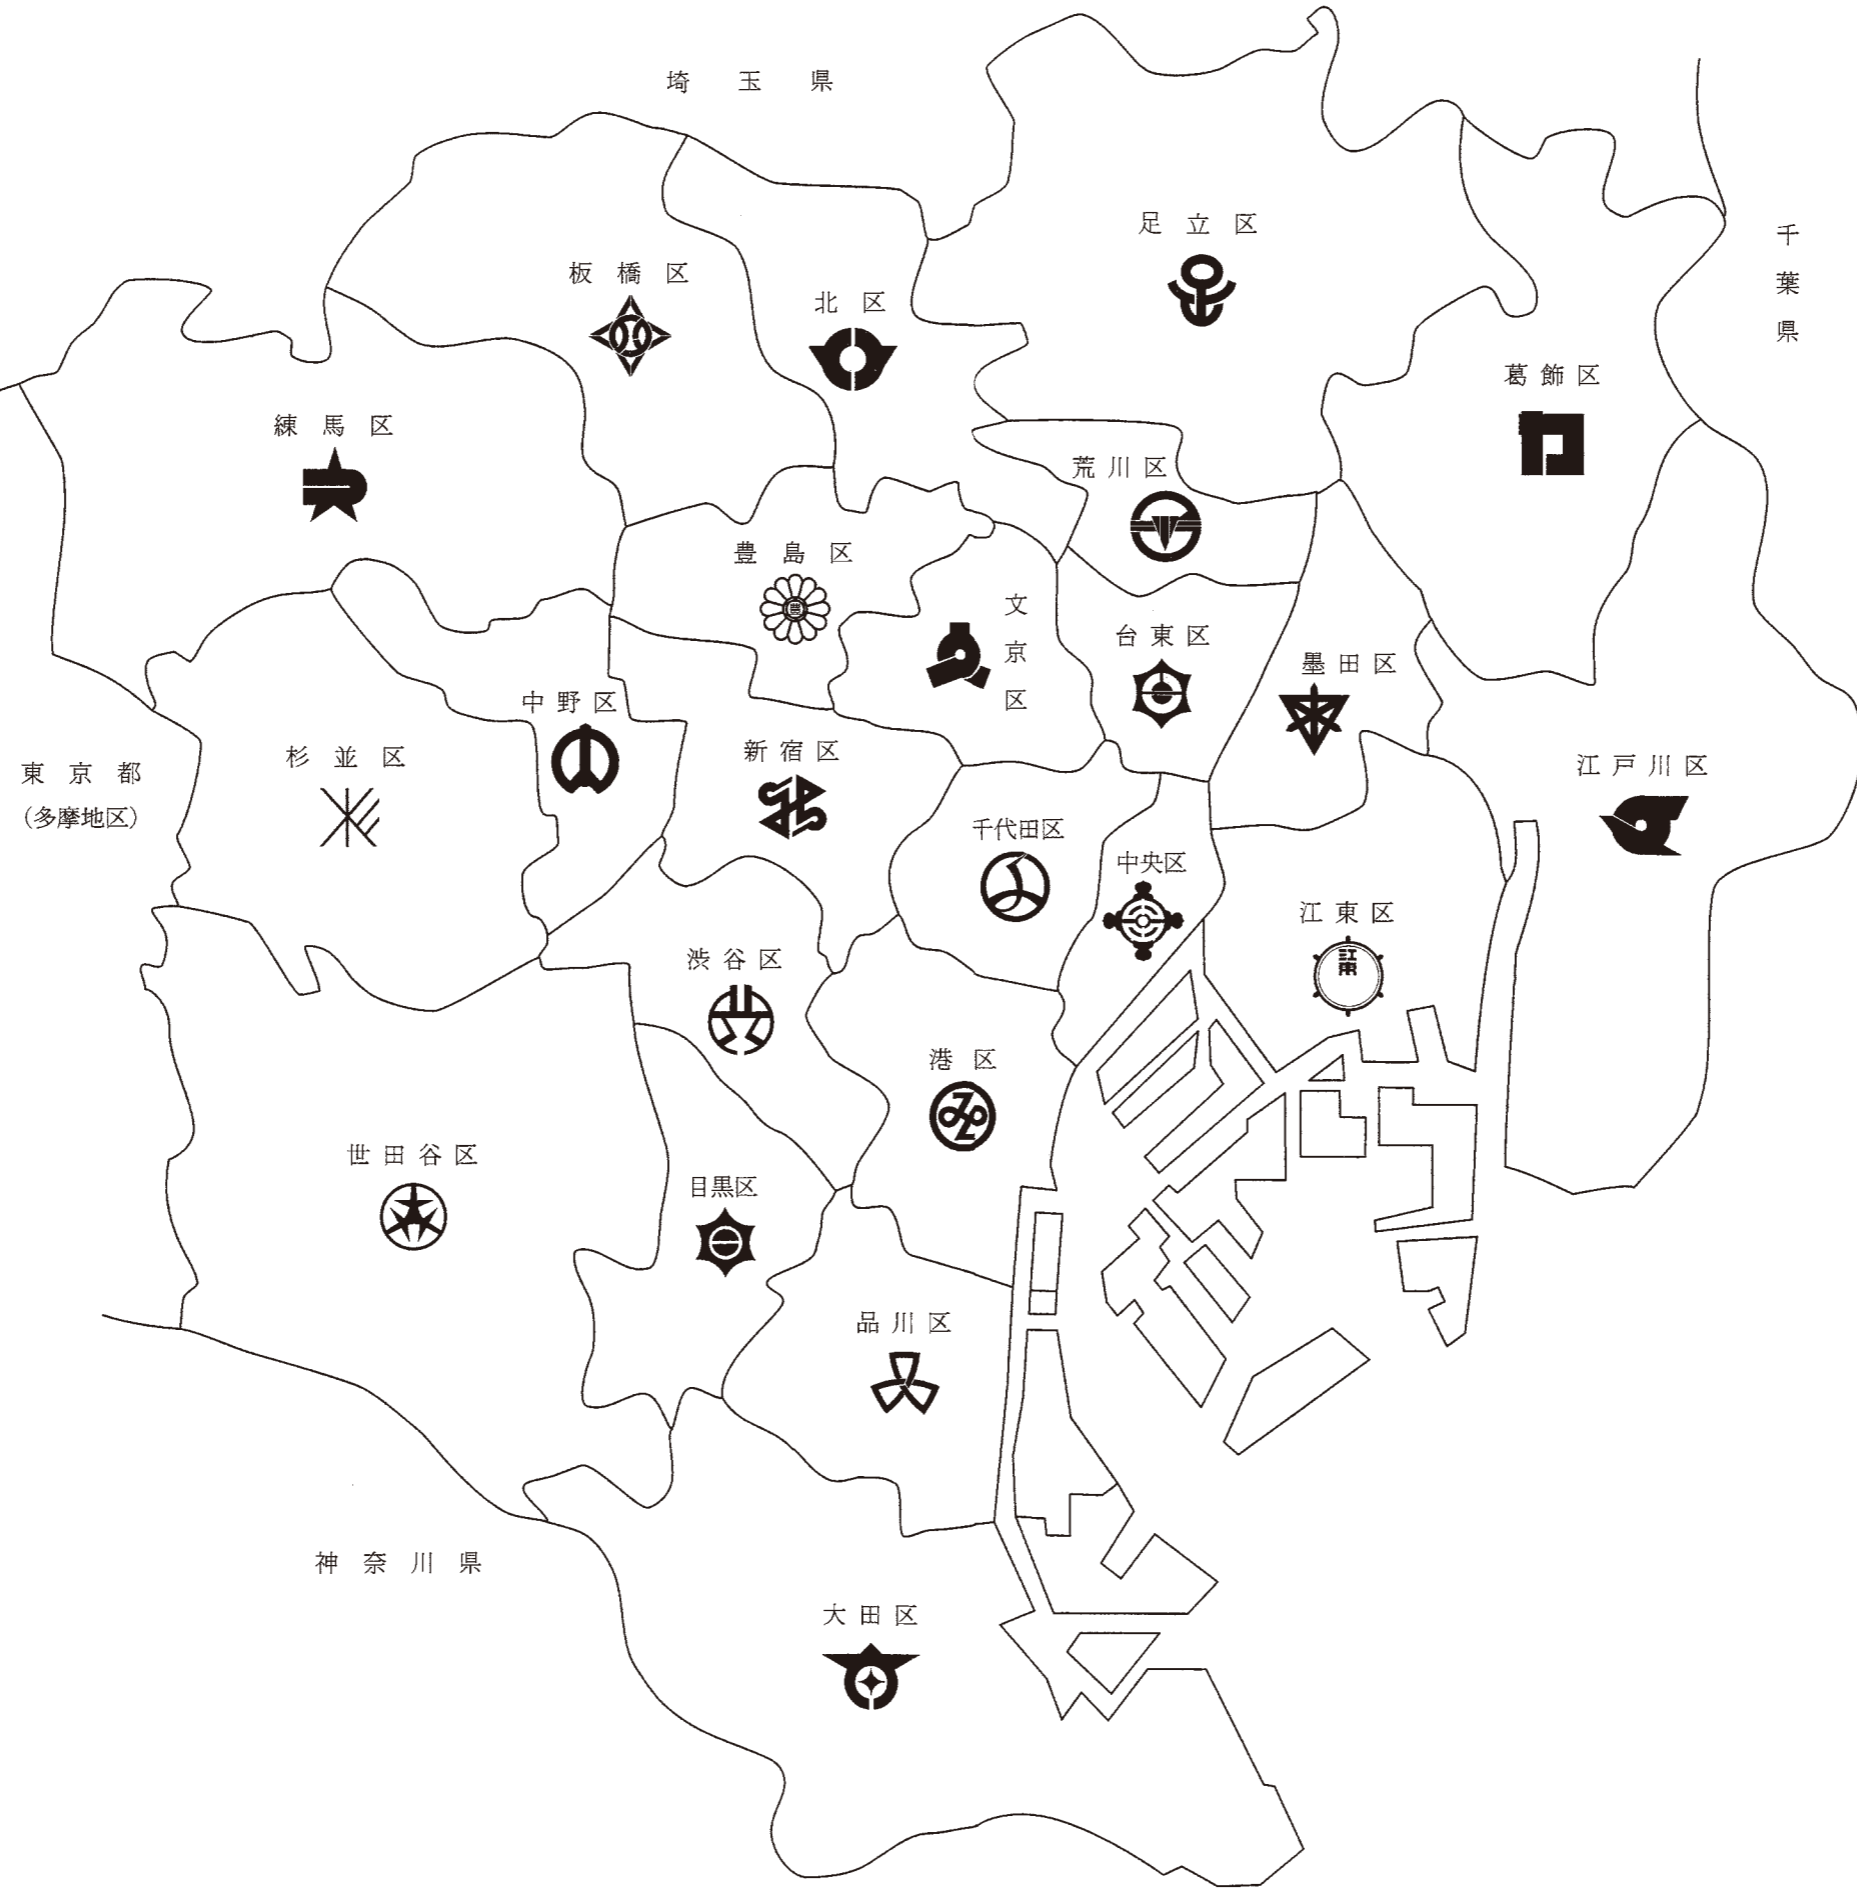 埼玉県
足立区
千葉県
板橋区
北区
葛飾区
練馬区
荒川区
豊島区
文京区
台東区
墨田区
中野区
新宿区
杉並区
江戸川区
東京都
(多摩地区)
千代田区
中央区
江東区
江東
渋谷区
港区
世田谷区
目黒区
品川区
神奈川県
大田区